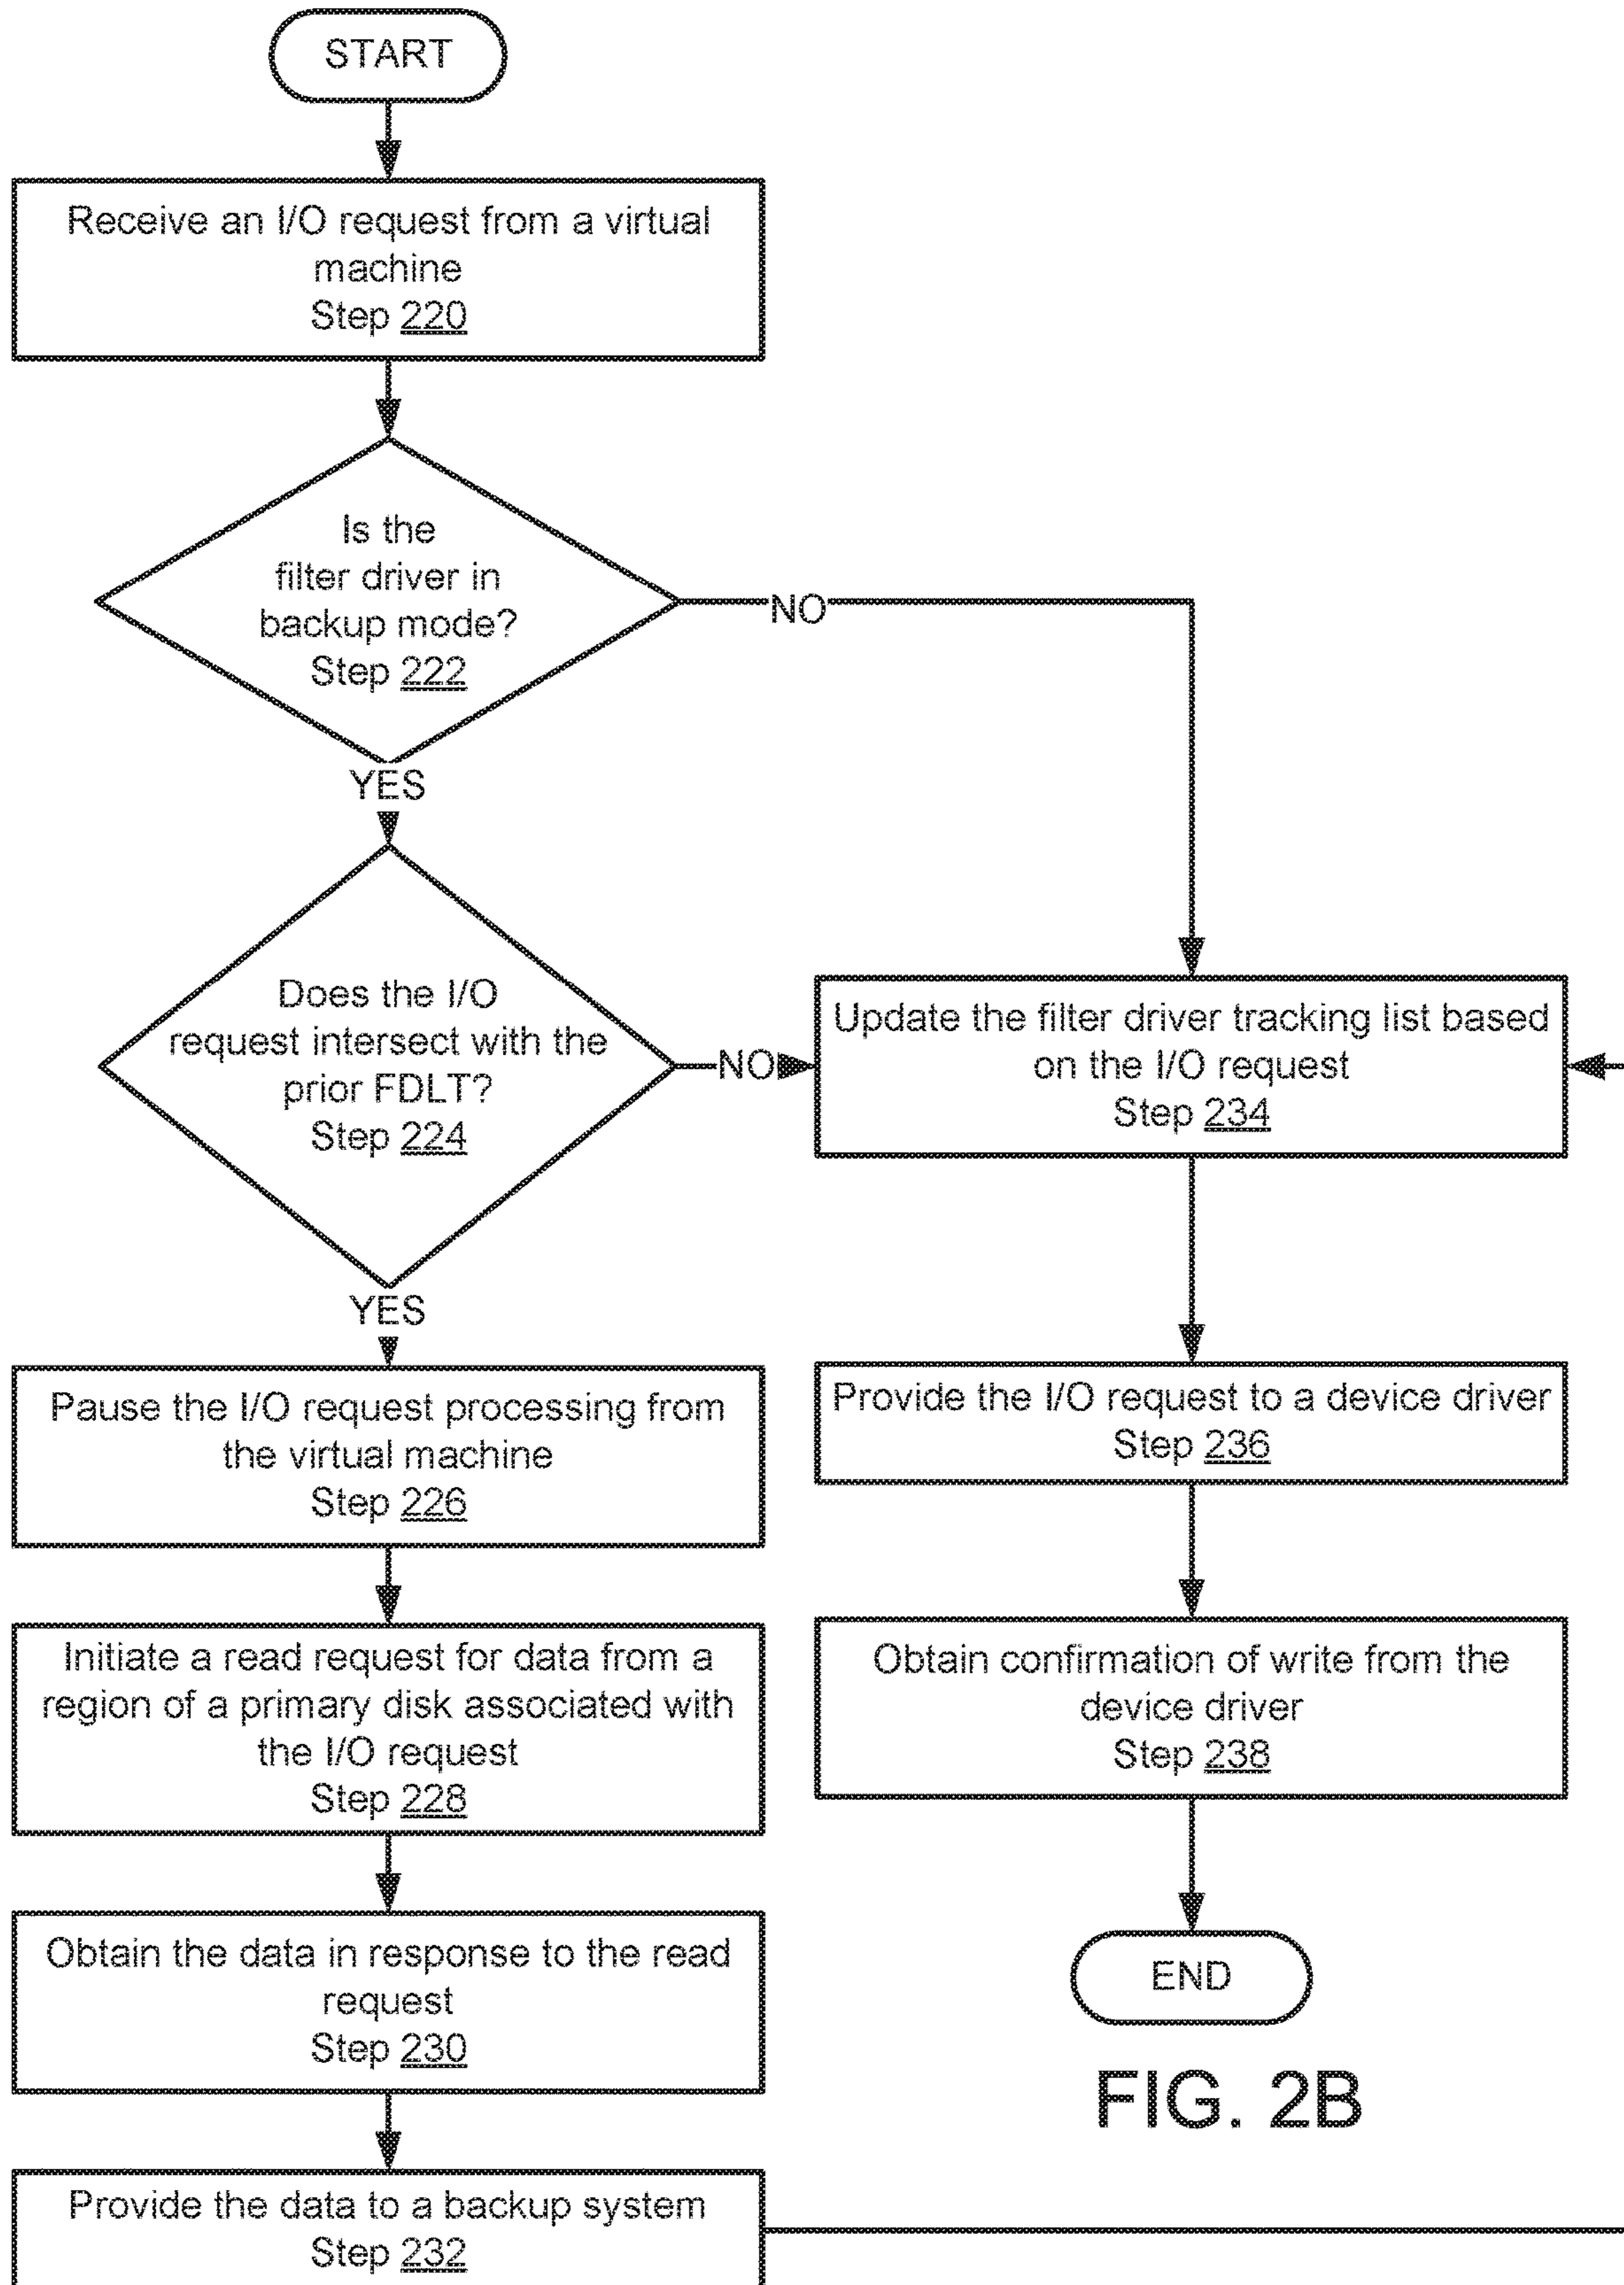 START
Receive an I/O request from a virtual
machine
Step 220
Is the
filter driver in
backup mode?
Step 222
NO
YES
Does the I/O
request intersect with the
prior FDLT?
Step 224
NO
YES
Pause the I/O request processing from
the virtual machine
Step 226
Initiate a read request for data from a
region of a primary disk associated with
the I/O request
Step 228
Obtain the data in response to the read
request
Step 230
Provide the data to a backup system
Step 232
Update the filter driver tracking list based
on the I/O request
Step 234
Provide the I/O request to a device driver
Step 236
Obtain confirmation of write from the
device driver
Step 238
END
FIG. 2B